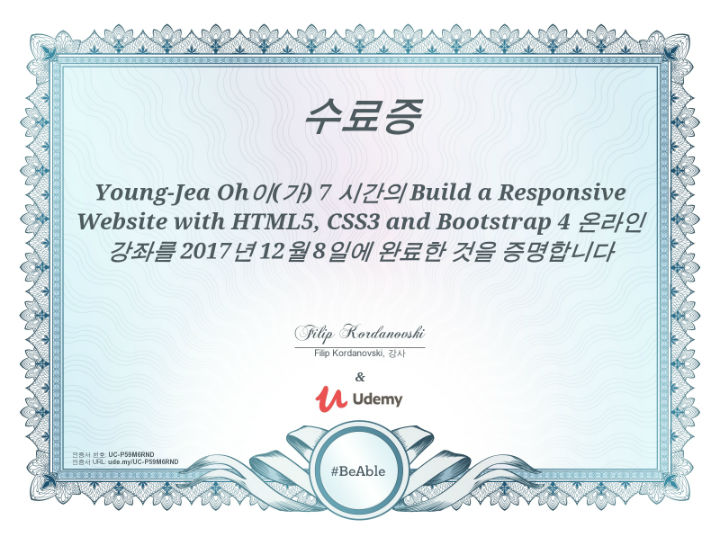 수료증
Young-Jea Oh이(가) 7 시간의 Build a Responsive
Website with HTML5, CSS3 and Bootstrap 4 온라인
강좌를 2017년 12월 8일에 완료한 것을 증명합니다
Filip Kordanovski
Filip Kordanovski, 강사
&
Udemy
인증서 번호: UC-P59M6RND
인증서 URL: ude.my/UC-P59M6RND
#BeAble